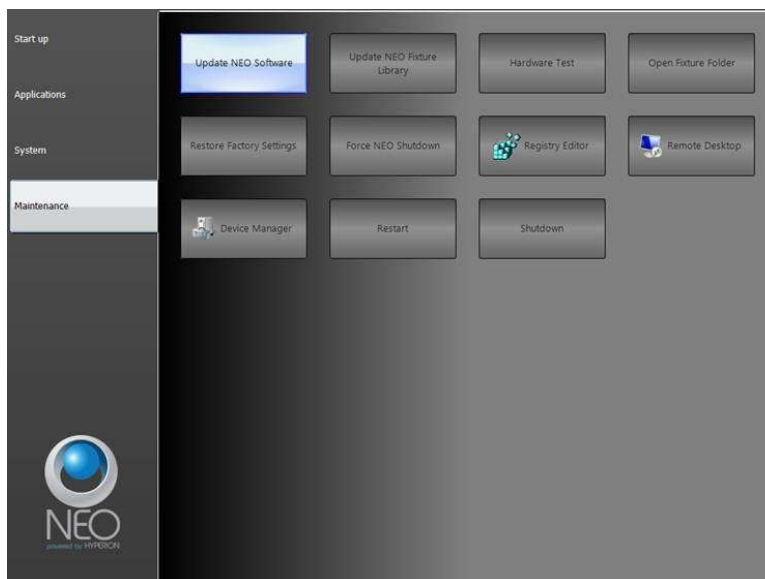 Start up
Applications
System
Maintenance
Update NEO Software
Update NEO Fixture
Library
Hardware Test
Open Fixture Folder
Restore Factory Settings
Force NEO Shutdown
Registry Editor
Remote Desktop
Device Manager
Restart
Shutdown
NEO
powered by HYPERION